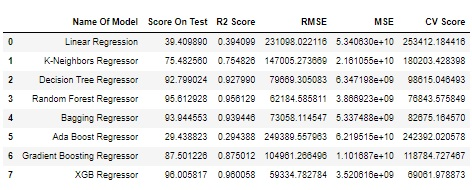 Name Of Model Score On Test R2 Score RMSE MSE CV Score
0 Linear Regression 39.409890 0.394099 231098.022116 5.340630e+10 253412.184416
1 K-Neighbors Regressor 75.482560 0.754826 147005.273669 2.161055e+10 180203.428398
2 Decision Tree Regressor 92.799024 0.927990 79669.305083 6.347198e+09 98615.046493
3 Random Forest Regressor 95.612928 0.956129 62184.585811 3.866923e+09 76843.575849
4 Bagging Regressor 93.944553 0.939446 73058.114547 5.337488e+09 82675.164570
5 Ada Boost Regressor 29.438823 0.294388 249389.557963 6.219515e+10 242392.020578
6 Gradient Boosting Regressor 87.501226 0.875012 104961.266496 1.101687e+10 118784.727467
7 XGB Regressor 96.005817 0.960058 59334.782784 3.520616e+09 69061.978873